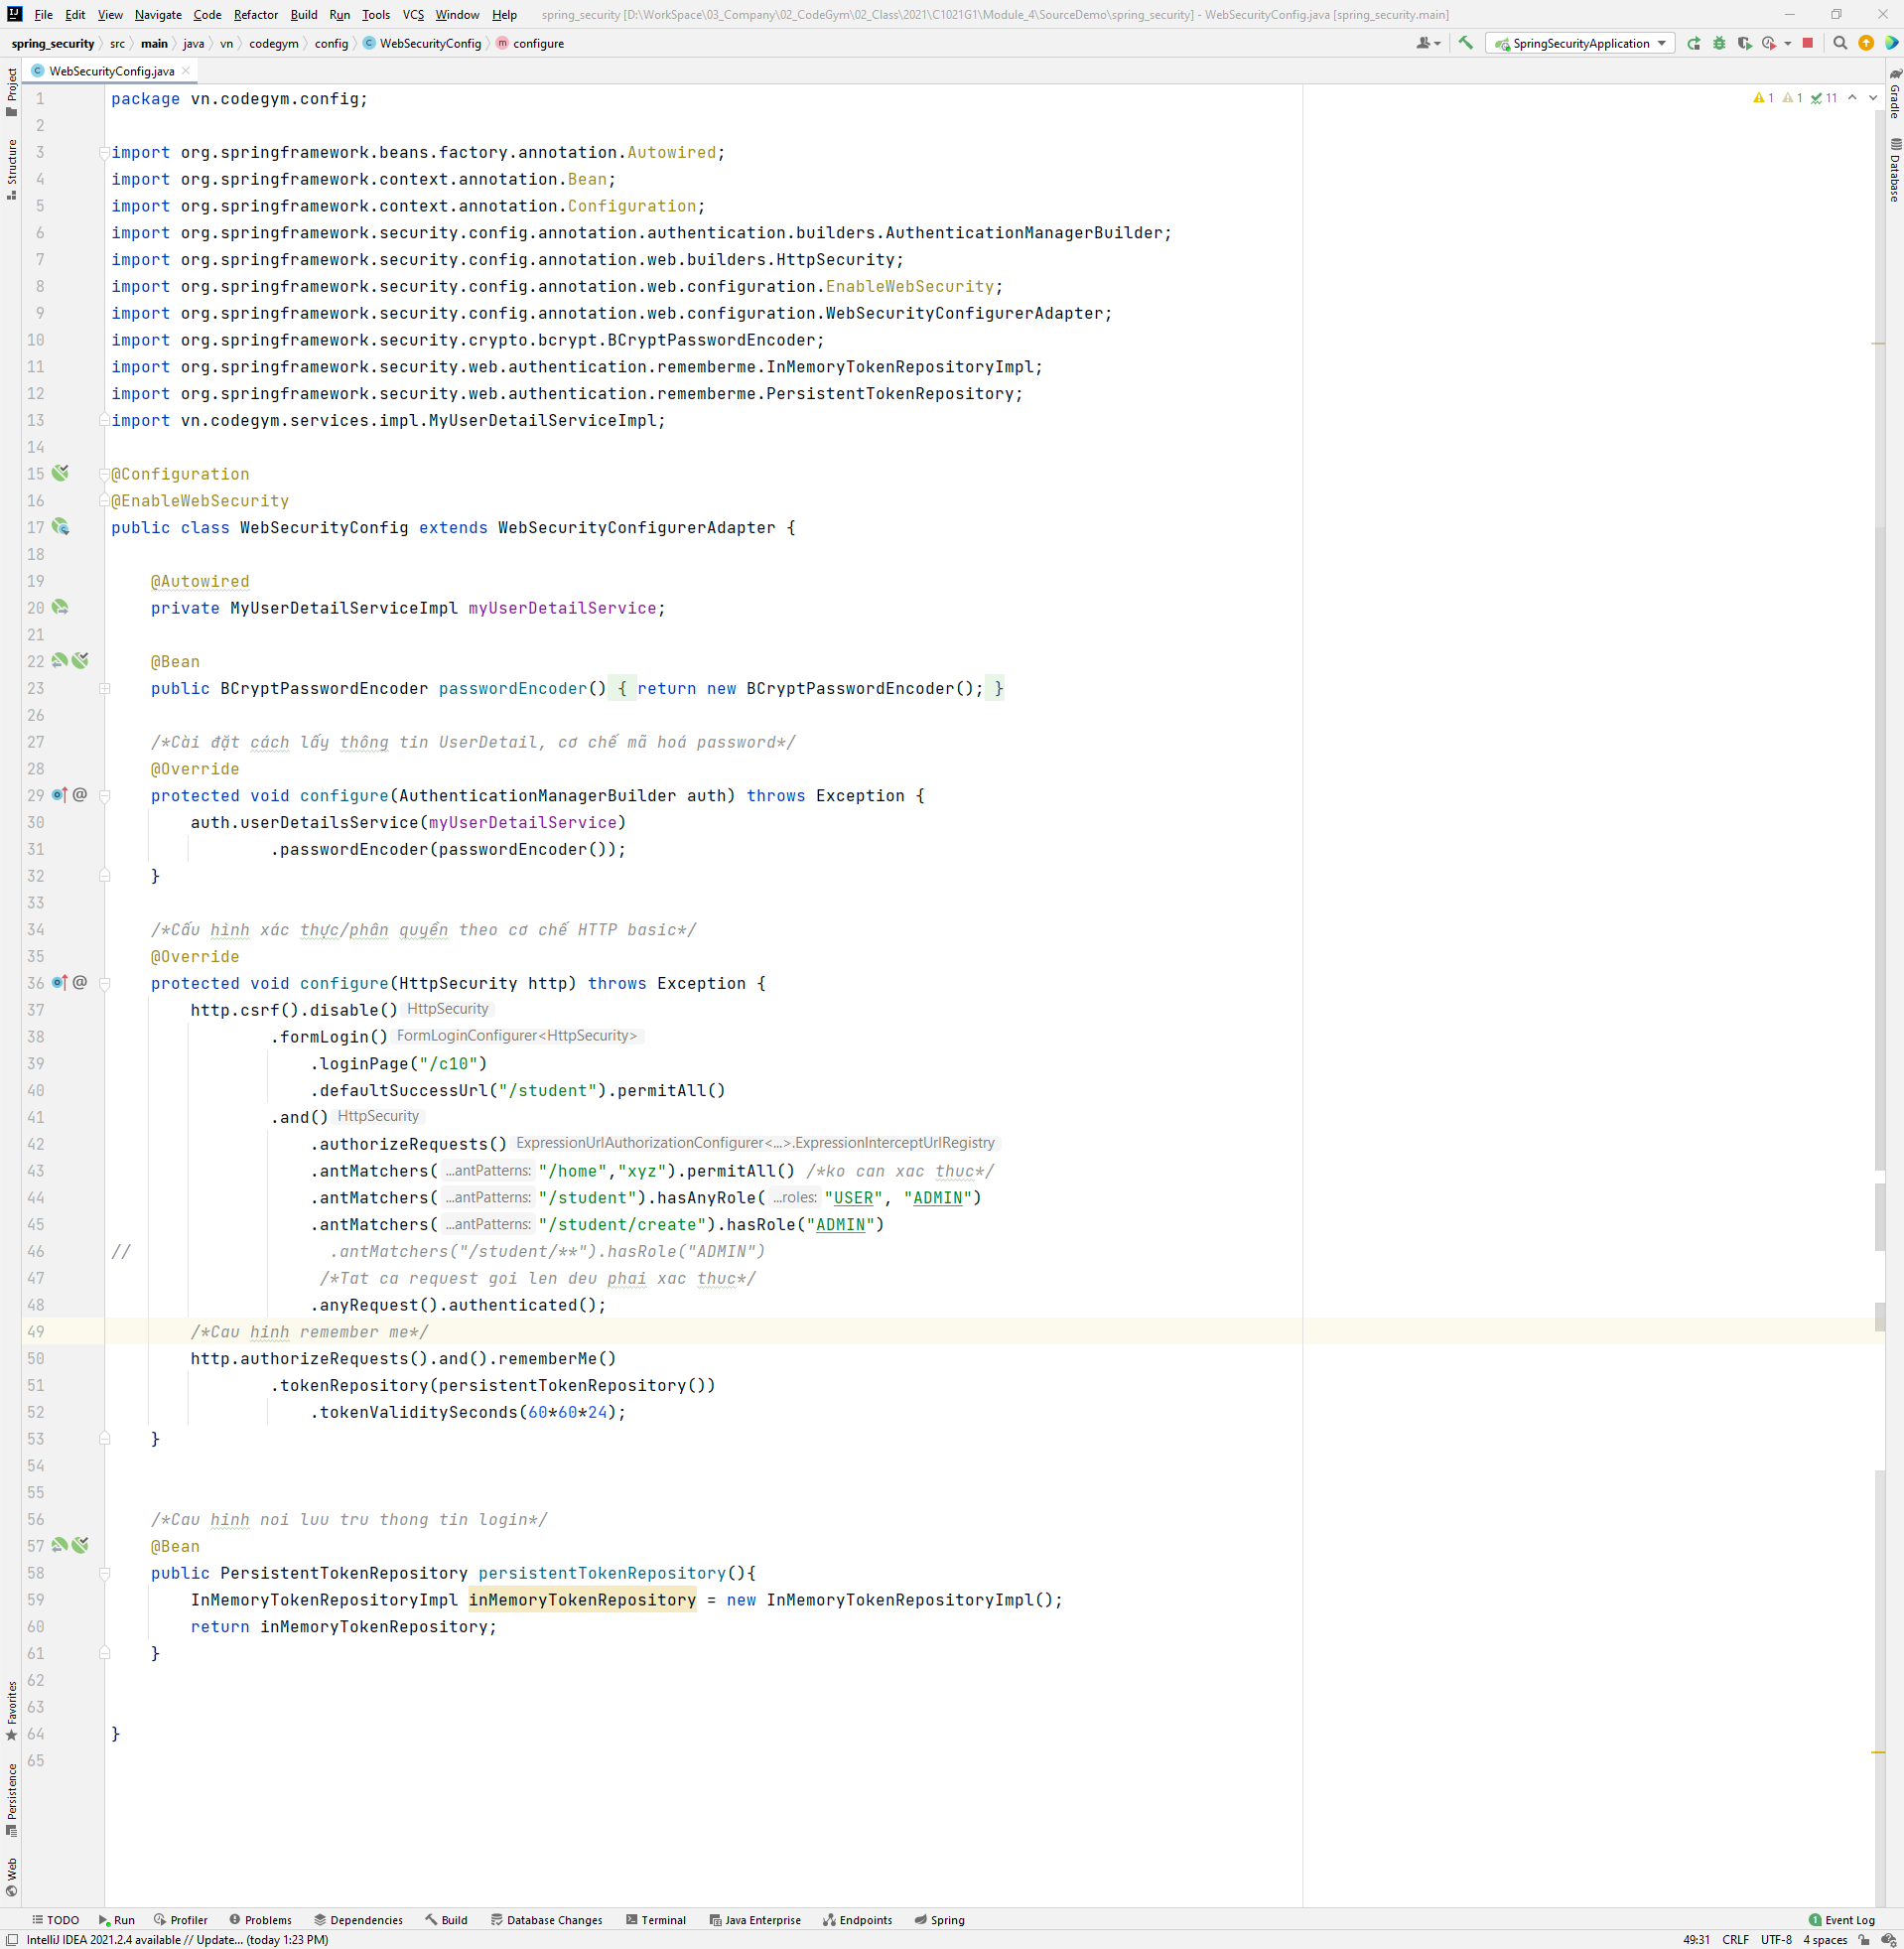 File Edit View Navigate Code Refactor Build Run Tools VCS Window Help spring_security [D:\WorkSpace\03_Company\02_CodeGym\02_Class\2021\C1021G1\Module_4\SourceDemo\spring_security] - WebSecurityConfig.java [spring_security.main]
spring_security src main java vn codegym config WebSecurityConfig configure SpringSecurityApplication
WebSecurityConfig.java
1 package vn.codegym.config;
1 1 11
2
3 import org.springframework.beans.factory.annotation.Autowired;
4 import org.springframework.context.annotation.Bean;
5 import org.springframework.context.annotation.Configuration;
6 import org.springframework.security.config.annotation.authentication.builders.AuthenticationManagerBuilder;
7 import org.springframework.security.config.annotation.web.builders.HttpSecurity;
8 import org.springframework.security.config.annotation.web.configuration.EnableWebSecurity;
9 import org.springframework.security.config.annotation.web.configuration.WebSecurityConfigurerAdapter;
10 import org.springframework.security.crypto.bcrypt.BCryptPasswordEncoder;
11 import org.springframework.security.web.authentication.rememberme.InMemoryTokenRepositoryImpl;
12 import org.springframework.security.web.authentication.rememberme.PersistentTokenRepository;
13 import vn.codegym.services.impl.MyUserDetailServiceImpl;
14
15 @Configuration
16 @EnableWebSecurity
17 public class WebSecurityConfig extends WebSecurityConfigurerAdapter {
18
19 @Autowired
20 private MyUserDetailServiceImpl myUserDetailService;
21
22 @Bean
23 public BCryptPasswordEncoder passwordEncoder() { return new BCryptPasswordEncoder(); }
26
27 /*Cài đặt cách lấy thông tin UserDetail, cơ chế mã hoá password*/
28 @Override
29 protected void configure(AuthenticationManagerBuilder auth) throws Exception {
30 auth.userDetailsService(myUserDetailService)
31 .passwordEncoder(passwordEncoder());
32 }
33
34 /*Cấu hình xác thực/phân quyền theo cơ chế HTTP basic*/
35 @Override
36 protected void configure(HttpSecurity http) throws Exception {
37 http.csrf().disable() HttpSecurity
38 .formLogin() FormLoginConfigurer<HttpSecurity>
39 .loginPage("/c10")
40 .defaultSuccessUrl("/student").permitAll()
41 .and() HttpSecurity
42 .authorizeRequests() ExpressionUrlAuthorizationConfigurer<...>.ExpressionInterceptUrlRegistry
43 .antMatchers( ...antPatterns: "/home","xyz").permitAll() /*ko can xac thuc*/
44 .antMatchers( ...antPatterns: "/student").hasAnyRole( ...roles: "USER", "ADMIN")
45 .antMatchers( ...antPatterns: "/student/create").hasRole("ADMIN")
46 // .antMatchers("/student/**").hasRole("ADMIN")
47 /*Tat ca request goi len deu phai xac thuc*/
48 .anyRequest().authenticated();
49 /*Cau hinh remember me*/
50 http.authorizeRequests().and().rememberMe()
51 .tokenRepository(persistentTokenRepository())
52 .tokenValiditySeconds(60*60*24);
53 }
54
55
56 /*Cau hinh noi luu tru thong tin login*/
57 @Bean
58 public PersistentTokenRepository persistentTokenRepository(){
59 InMemoryTokenRepositoryImpl inMemoryTokenRepository = new InMemoryTokenRepositoryImpl();
60 return inMemoryTokenRepository;
61 }
62
63
64 }
65
Project
Structure
Favorites
Persistence
Web
Gradle
Database
TODO Run Profiler Problems Dependencies Build Database Changes Terminal Java Enterprise Endpoints Spring 1 Event Log
IntelliJ IDEA 2021.2.4 available // Update... (today 1:23 PM) 49:31 CRLF UTF-8 4 spaces